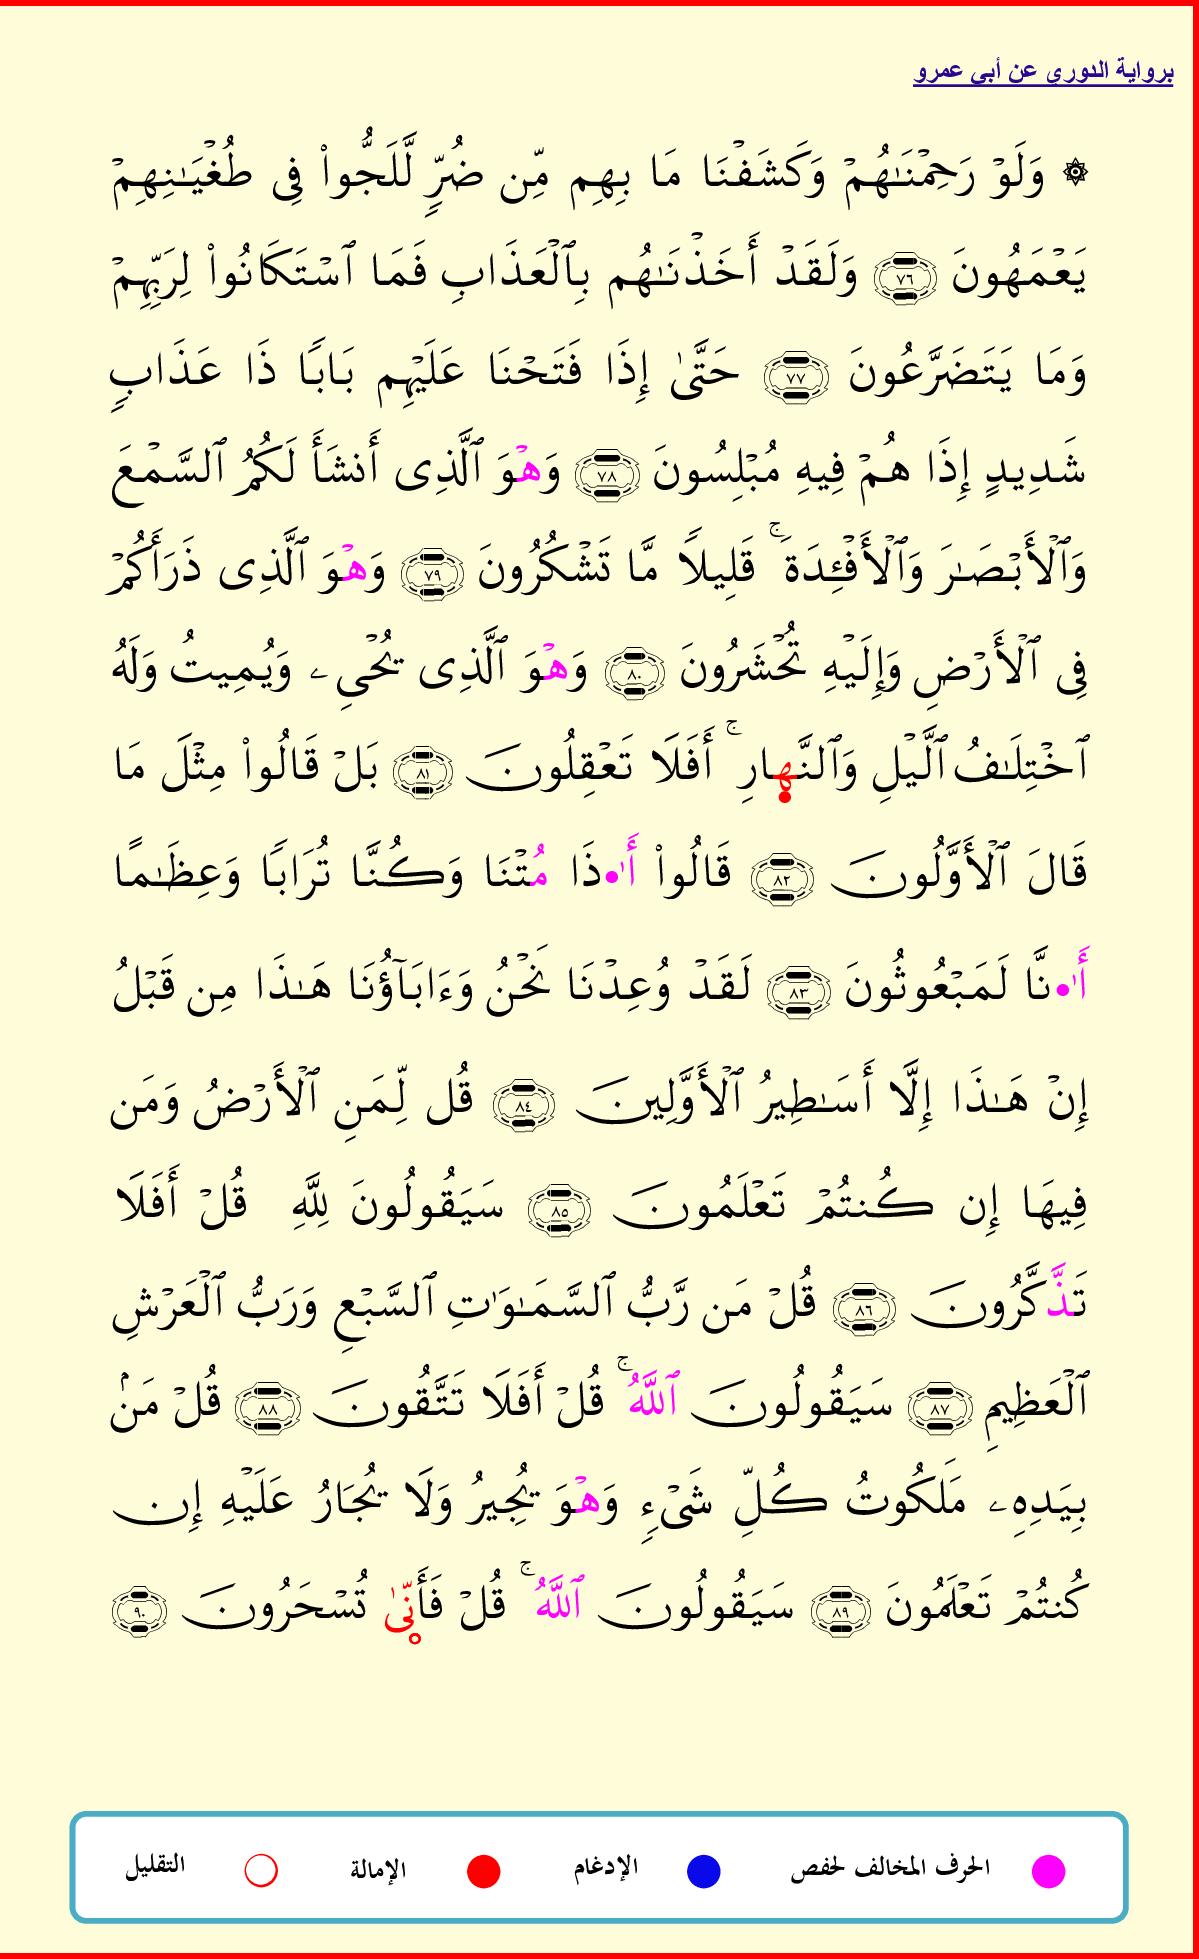 برواية الدوري عن أبي عمرو
۞ وَلَوْ رَحِمْنَٰهُمْ وَكَشَفْنَا مَا بِهِم مِّن ضُرٍّ لَّلَجُّوا۟ فِى طُغْيَٰنِهِمْ
يَعْمَهُونَ ٧٦ وَلَقَدْ أَخَذْنَٰهُم بِٱلْعَذَابِ فَمَا ٱسْتَكَانُوا۟ لِرَبِّهِمْ
وَمَا يَتَضَرَّعُونَ ٧٧ حَتَّىٰ إِذَا فَتَحْنَا عَلَيْهِم بَابًا ذَا عَذَابٍ
شَدِيدٍ إِذَا هُمْ فِيهِ مُبْلِسُونَ ٧٨ وَهْوَ ٱلَّذِى أَنشَأَ لَكُمُ ٱلسَّمْعَ
وَٱلْأَبْصَٰرَ وَٱلْأَفْـِٔدَةَ ۚ قَلِيلًا مَّا تَشْكُرُونَ ٧٩ وَهْوَ ٱلَّذِى ذَرَأَكُمْ
فِى ٱلْأَرْضِ وَإِلَيْهِ تُحْشَرُونَ ٨٠ وَهْوَ ٱلَّذِى يُحْىِۦ وَيُمِيتُ وَلَهُ
ٱخْتِلَٰفُ ٱلَّيْلِ وَٱلنَّهِارِ ۚ أَفَلَا تَعْقِلُونَ ٨١ بَلْ قَالُوا۟ مِثْلَ مَا
قَالَ ٱلْأَوَّلُونَ ٨٢ قَالُوا۟ أَٰ•ذَا مُتْنَا وَكُنَّا تُرَابًا وَعِظَٰمًا
أَٰ•نَّا لَمَبْعُوثُونَ ٨٣ لَقَدْ وُعِدْنَا نَحْنُ وَءَابَآؤُنَا هَٰذَا مِن قَبْلُ
إِنْ هَٰذَا إِلَّا أَسَٰطِيرُ ٱلْأَوَّلِينَ ٨٤ قُل لِّمَنِ ٱلْأَرْضُ وَمَن
فِيهَا إِن كُنتُمْ تَعْلَمُونَ ٨٥ سَيَقُولُونَ لِلَّهِ قُلْ أَفَلَا
تَذَّكَّرُونَ ٨٦ قُلْ مَن رَّبُّ ٱلسَّمَٰوَٰتِ ٱلسَّبْعِ وَرَبُّ ٱلْعَرْشِ
ٱلْعَظِيمِ ٨٧ سَيَقُولُونَ ٱللَّهُ ۚ قُلْ أَفَلَا تَتَّقُونَ ٨٨ قُلْ مَنۢ
بِيَدِهِۦ مَلَكُوتُ كُلِّ شَىْءٍ وَهْوَ يُجِيرُ وَلَا يُجَارُ عَلَيْهِ إِن
كُنتُمْ تَعْلَمُونَ ٨٩ سَيَقُولُونَ ٱللَّهُ ۚ قُلْ فَأَنِّىٰ تُسْحَرُونَ ٩٠
الحرف المخالف لحفص الإدغام الإمالة التقليل